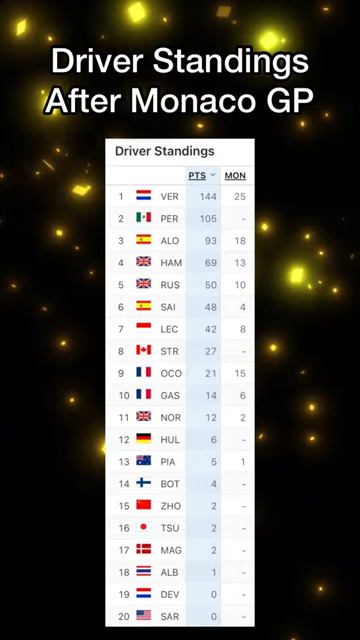 Driver Standings
After Monaco GP
Driver Standings
PTS MON
1 VER 144 25
2 PER 105 -
3 ALO 93 18
4 HAM 69 13
5 RUS 50 10
6 SAI 48 4
7 LEC 42 8
8 STR 27 -
9 OCO 21 15
10 GAS 14 6
11 NOR 12 2
12 HUL 6 -
13 PIA 5 1
14 BOT 4 -
15 ZHO 2 -
16 TSU 2 -
17 MAG 2 -
18 ALB 1 -
19 DEV 0 -
20 SAR 0 -